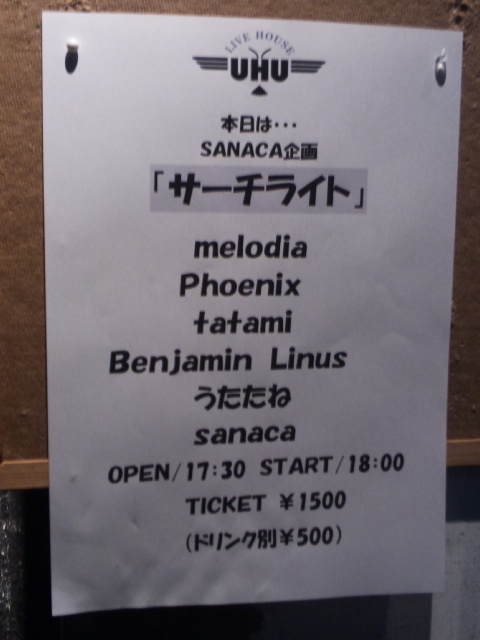 LIVE HOUSE
UHU
本日は・・・
SANACA企画
「サーチライト」
melodia
Phoenix
tatami
Benjamin Linus
うたたね
sanaca
OPEN/17:30 START/18:00
TICKET ¥1500
(ドリンク別¥500)